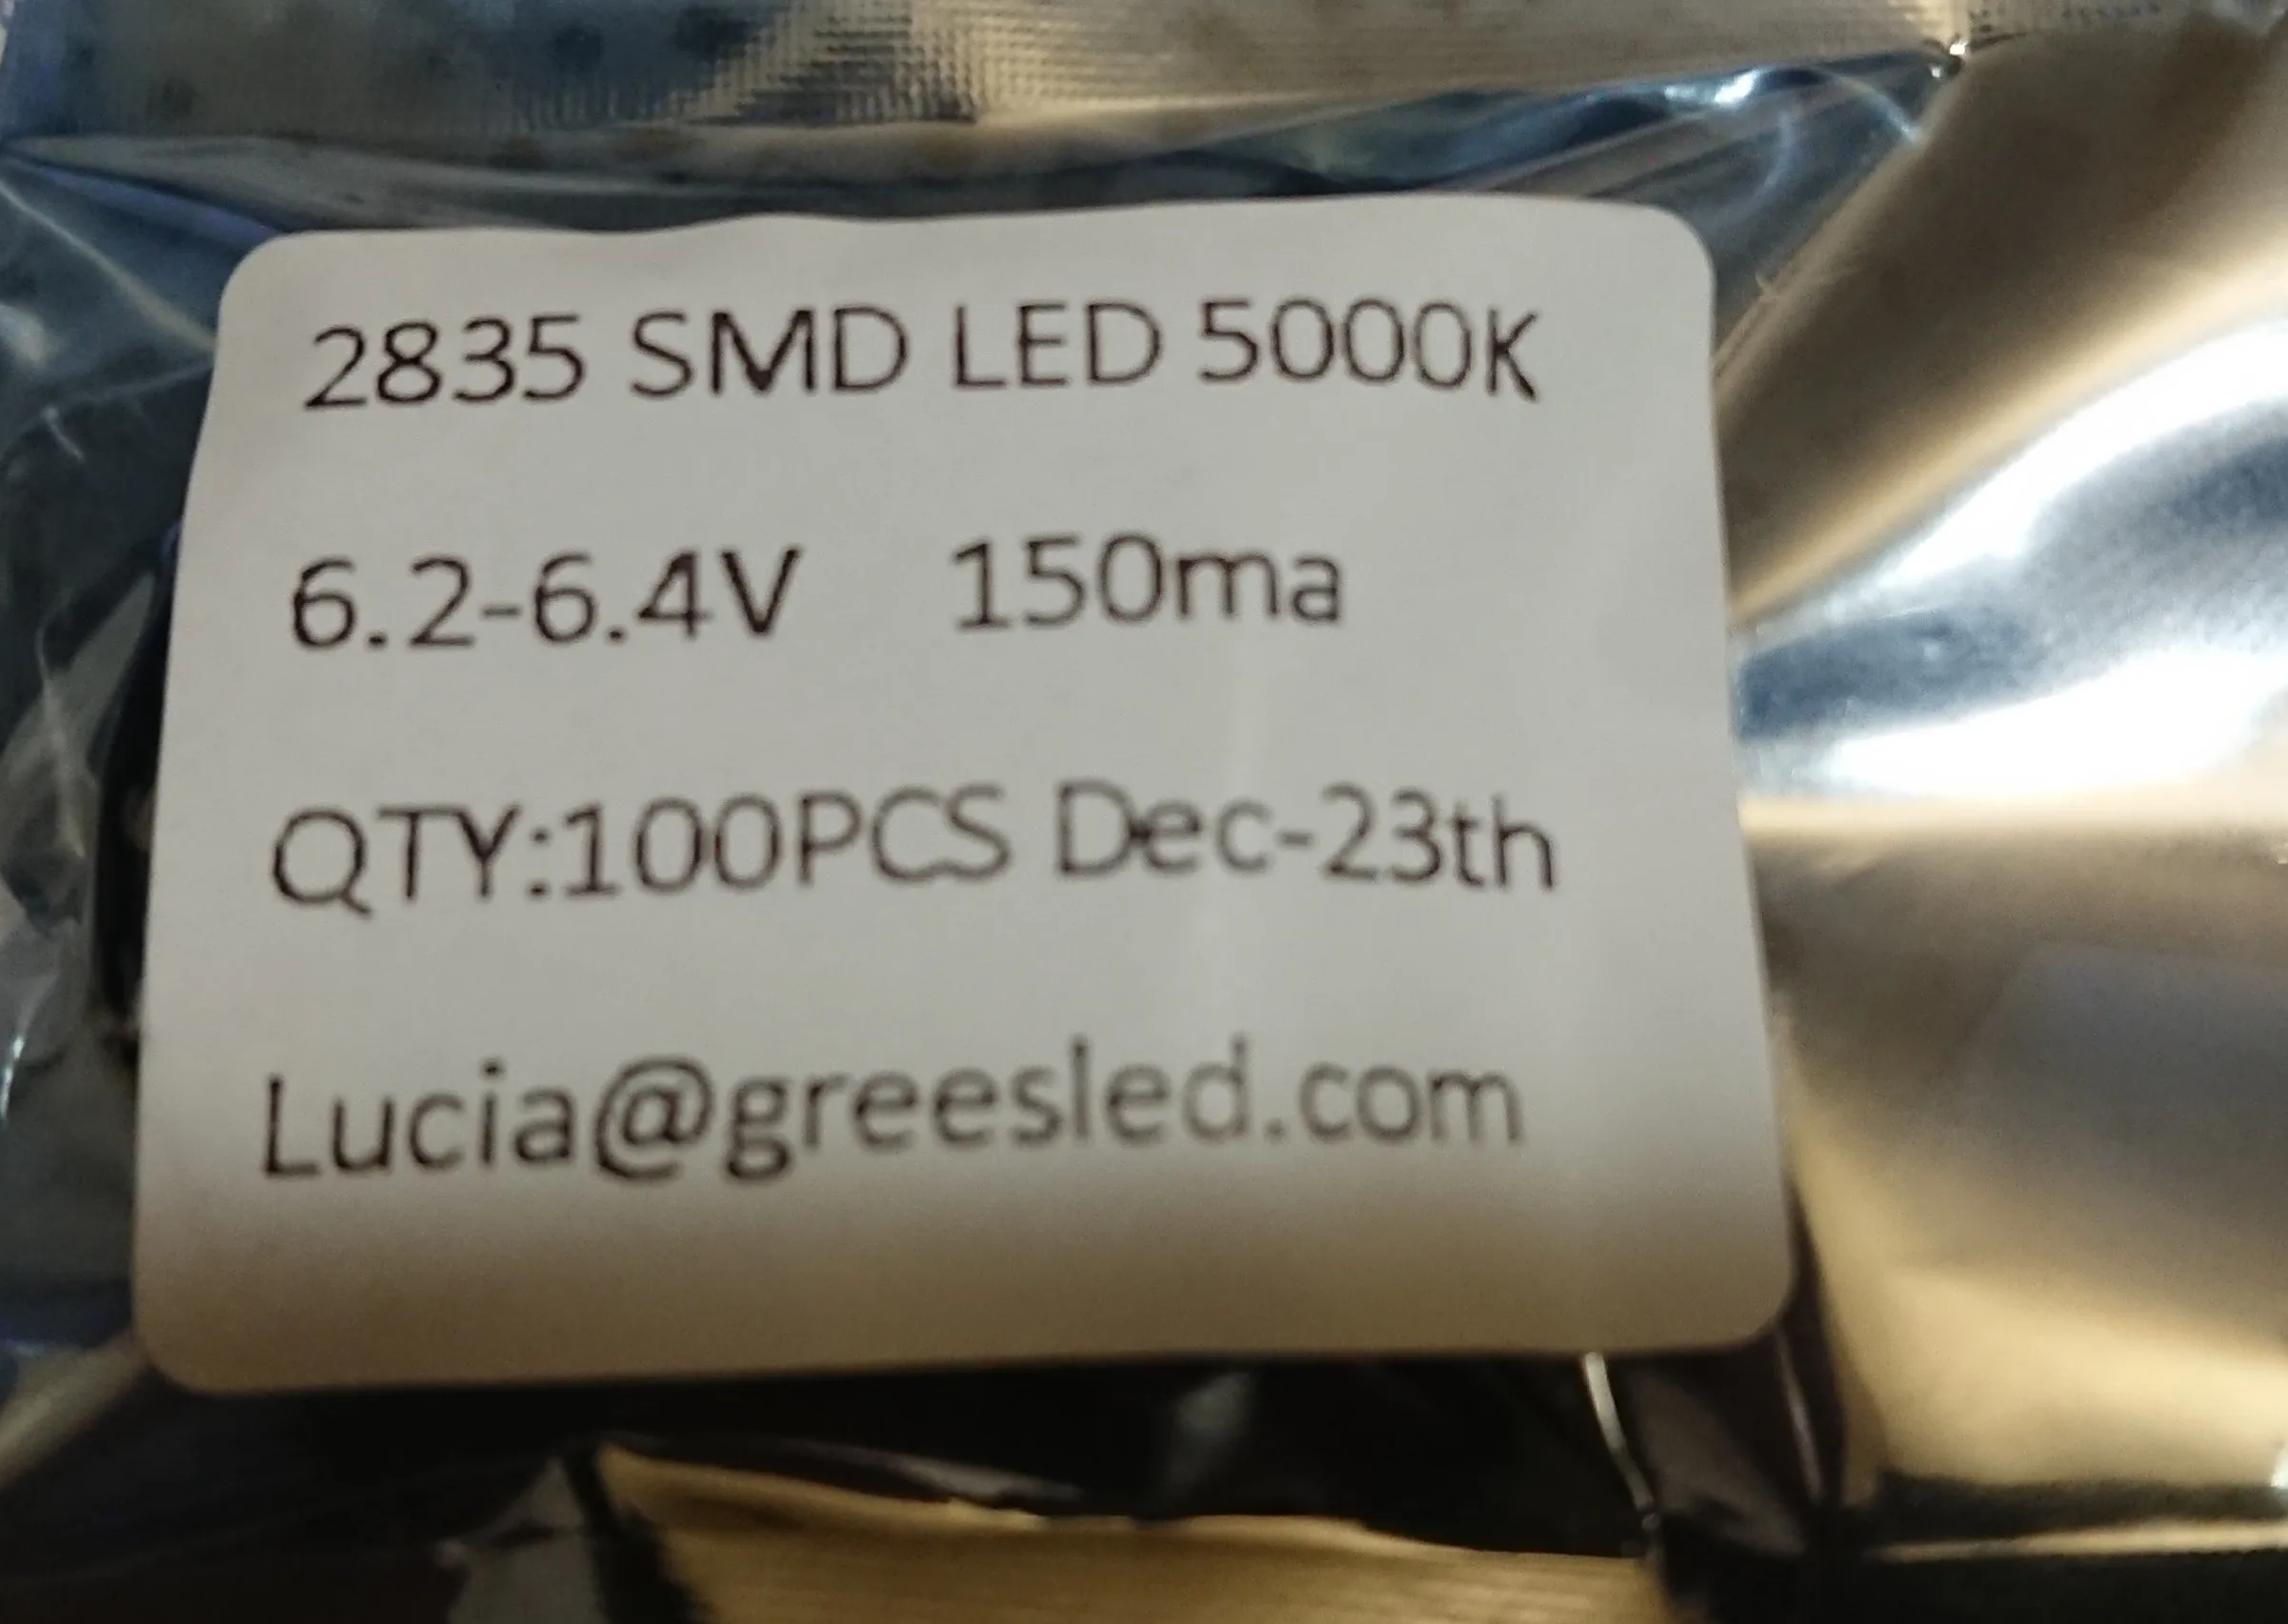 2835 SMD LED 5000K
6.2-6.4V 150ma
QTY:100PCS Dec-23th
Lucia@greesled.com